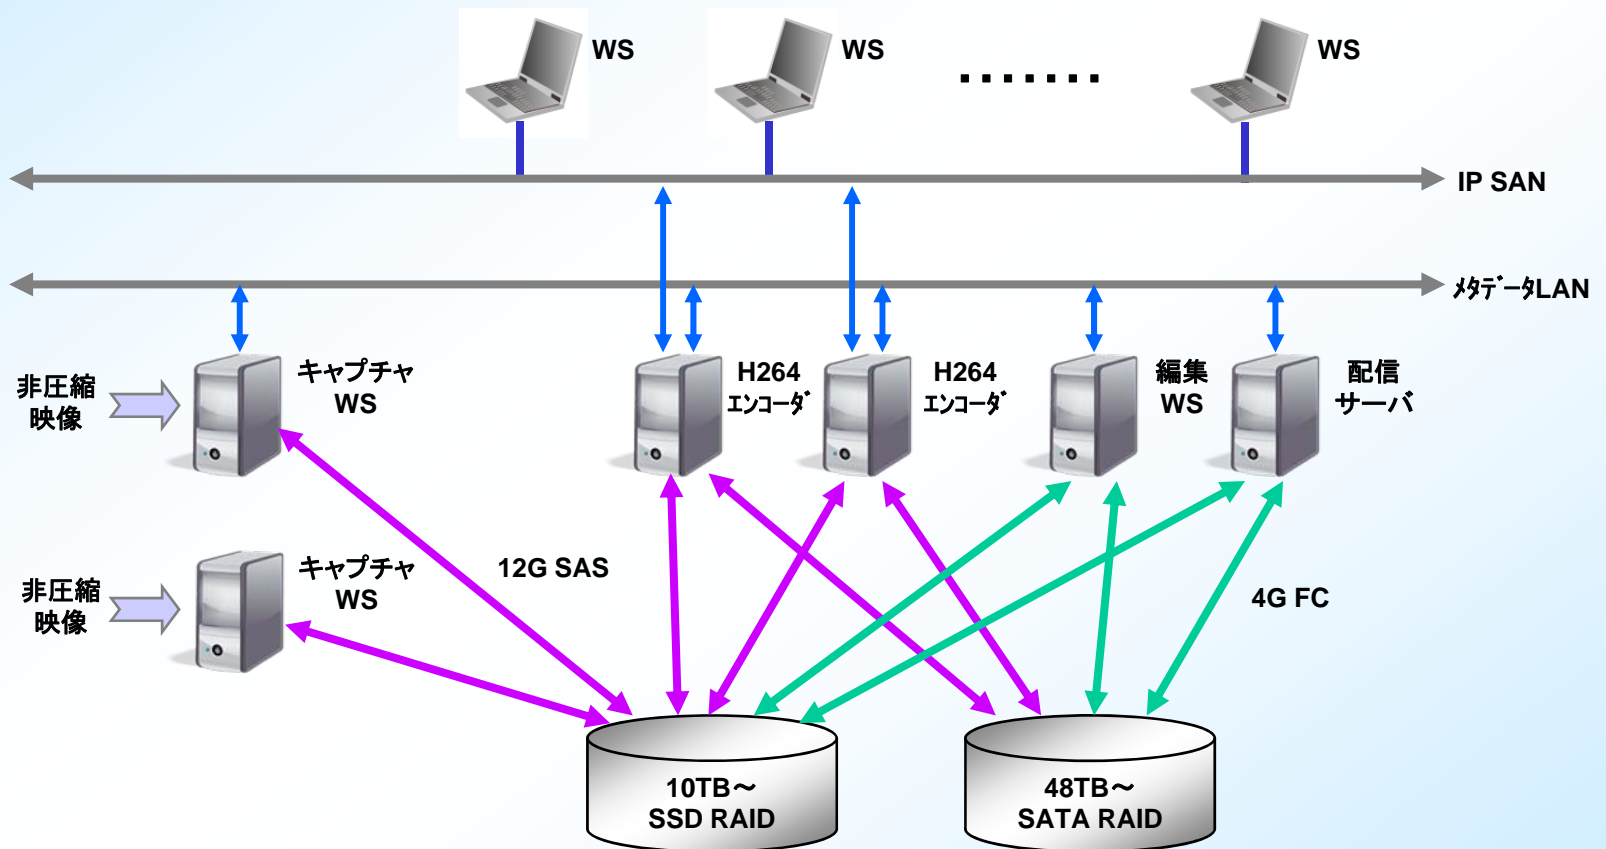 WS
WS
.......
WS
IP SAN
ﾒﾀﾃﾞｰﾀLAN
非圧縮
映像
キャプチャ
WS
H264
ｴﾝｺｰﾀﾞ
H264
ｴﾝｺｰﾀﾞ
編集
WS
配信
サーバ
12G SAS
4G FC
非圧縮
映像
キャプチャ
WS
10TB～
SSD RAID
48TB～
SATA RAID